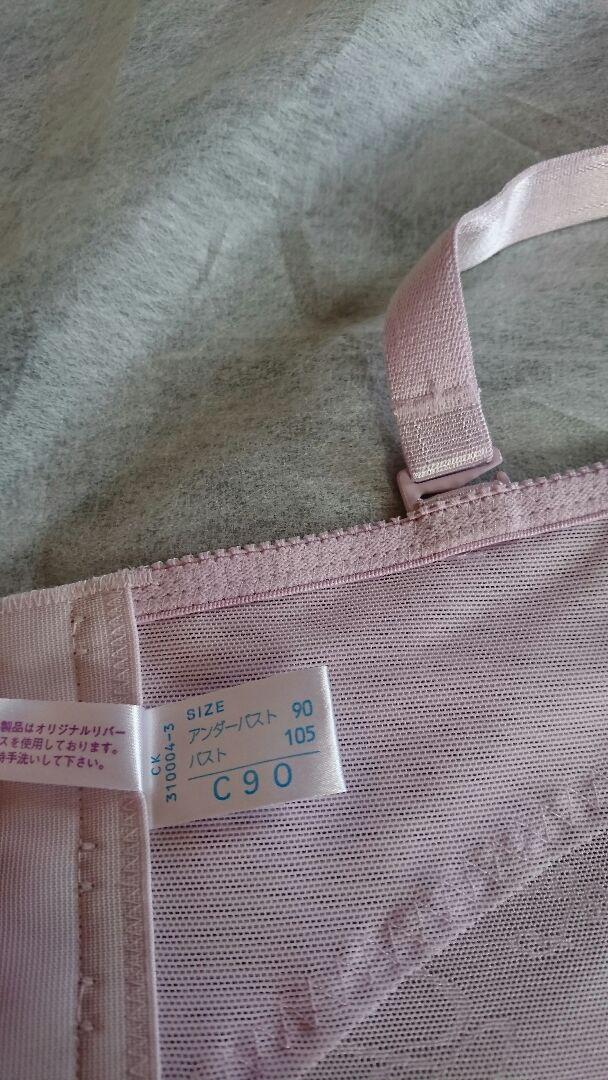 製品はオリジナルリバー
スを使用しております。
手洗いして下さい。
CK
310004-3
SIZE
アンダーバスト 90
バスト 105
C90